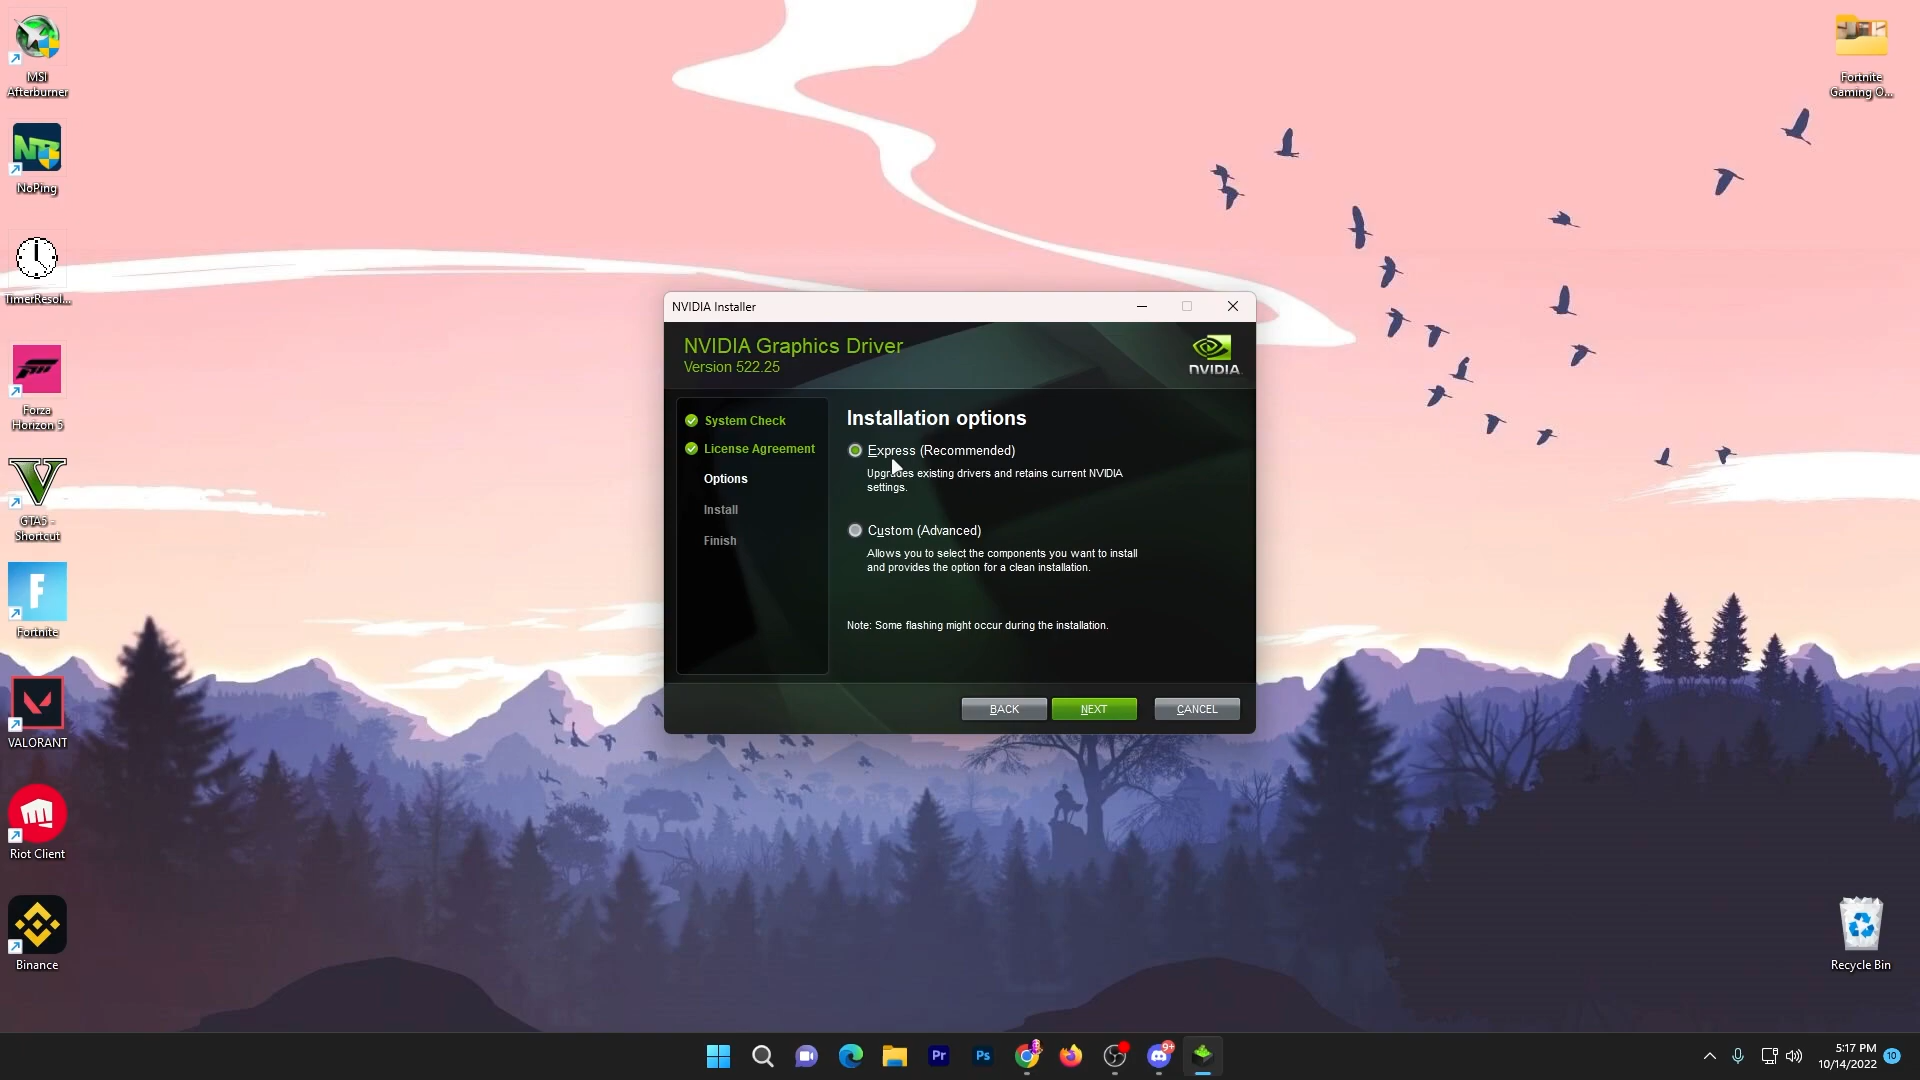 MSI
Afterburner
NoPing
TimerResol...
Forza
Horizon 5
GTA5 -
Shortcut
Fortnite
VALORANT
Riot Client
Binance
Fortnite
Gaming O...
Recycle Bin
NVIDIA Installer
NVIDIA Graphics Driver
Version 522.25
NVIDIA.
System Check
License Agreement
Options
Install
Finish
Installation options
Express (Recommended)
Upgrades existing drivers and retains current NVIDIA
settings.
Custom (Advanced)
Allows you to select the components you want to install
and provides the option for a clean installation.
Note: Some flashing might occur during the installation.
BACK NEXT CANCEL
Pr Ps 9+
5:17 PM
10/14/2022
10